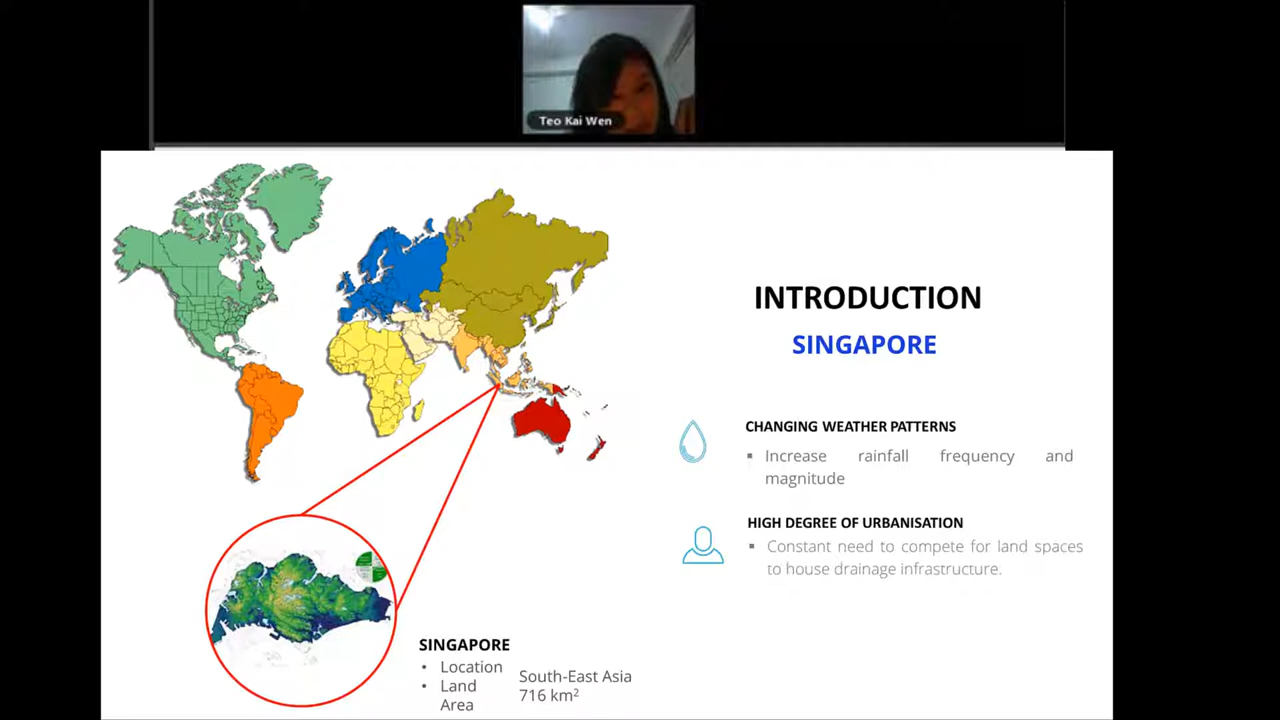 Teo Kai Wen
INTRODUCTION
SINGAPORE
CHANGING WEATHER PATTERNS
▪ Increase rainfall frequency and
magnitude
HIGH DEGREE OF URBANISATION
▪ Constant need to compete for land spaces
to house drainage infrastructure.
SINGAPORE
• Location
• Land
Area
South-East Asia
716 km²